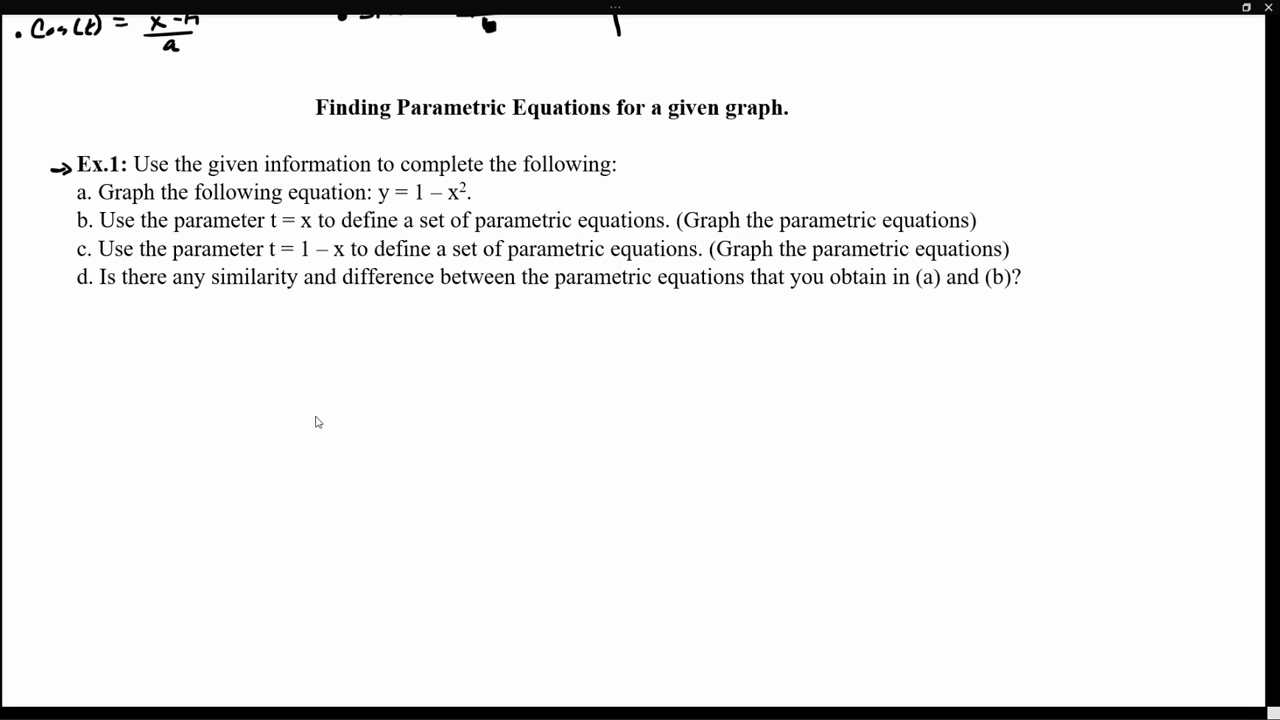 . Cos(t) = x - h / a
b
Finding Parametric Equations for a given graph.
→ Ex.1: Use the given information to complete the following:
a. Graph the following equation: y = 1 – x².
b. Use the parameter t = x to define a set of parametric equations. (Graph the parametric equations)
c. Use the parameter t = 1 – x to define a set of parametric equations. (Graph the parametric equations)
d. Is there any similarity and difference between the parametric equations that you obtain in (a) and (b)?